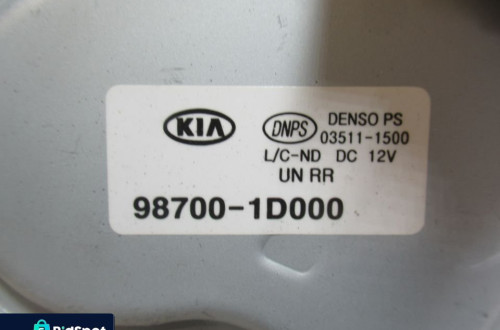 KIA DNPS DENSO PS
03511-1500
L/C-ND DC 12V
UN RR
98700-1D000
BidSpot